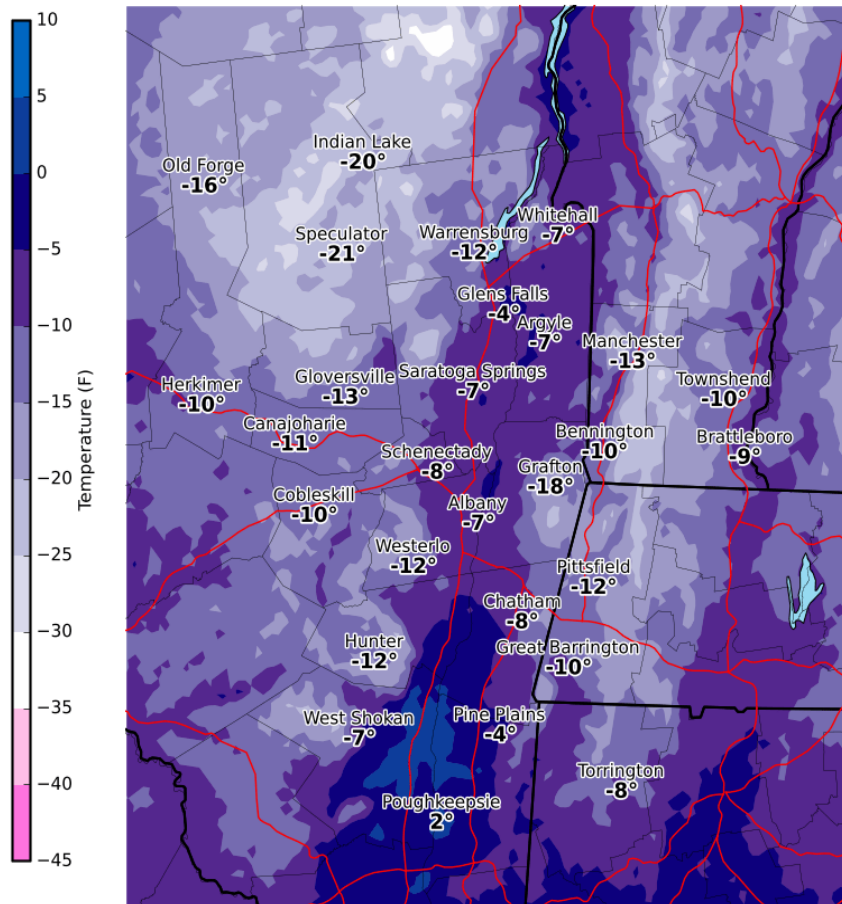 10
5
0
−5
−10
−15
−20
−25
−30
−35
−40
−45
Temperature (F)
Indian Lake
-20°
Old Forge
-16°
Whitehall
-7°
Speculator
-21°
Warrensburg
-12°
Glens Falls
-4°
Argyle
-7°
Manchester
-13°
Saratoga Springs
-7°
Gloversville
-13°
Herkimer
-10°
Townshend
-10°
Canajoharie
-11°
Bennington
-10°
Brattleboro
-9°
Schenectady
-8°
Grafton
-18°
Cobleskill
-10°
Albany
-7°
Westerlo
-12°
Pittsfield
-12°
Chatham
-8°
Hunter
-12°
Great Barrington
-10°
West Shokan
-7°
Pine Plains
-4°
Torrington
-8°
Poughkeepsie
2°